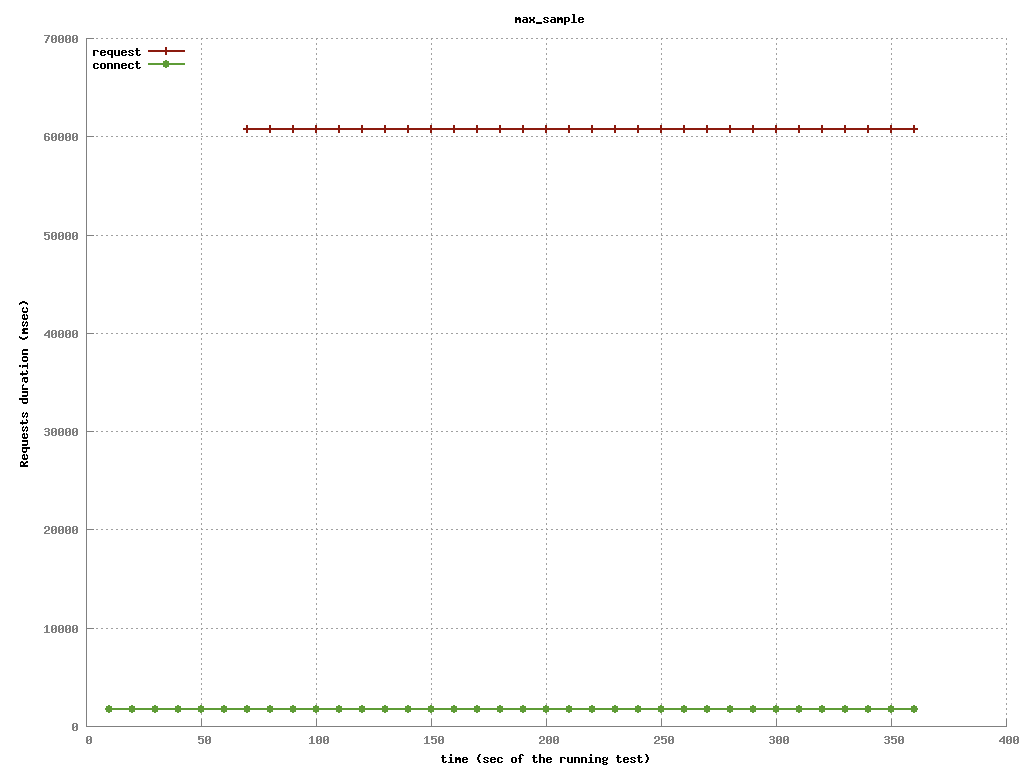 max_sample
70000
request
connect
60000
50000
40000
30000
20000
10000
0
Requests duration (msec)
0 50 100 150 200 250 300 350 400
time (sec of the running test)